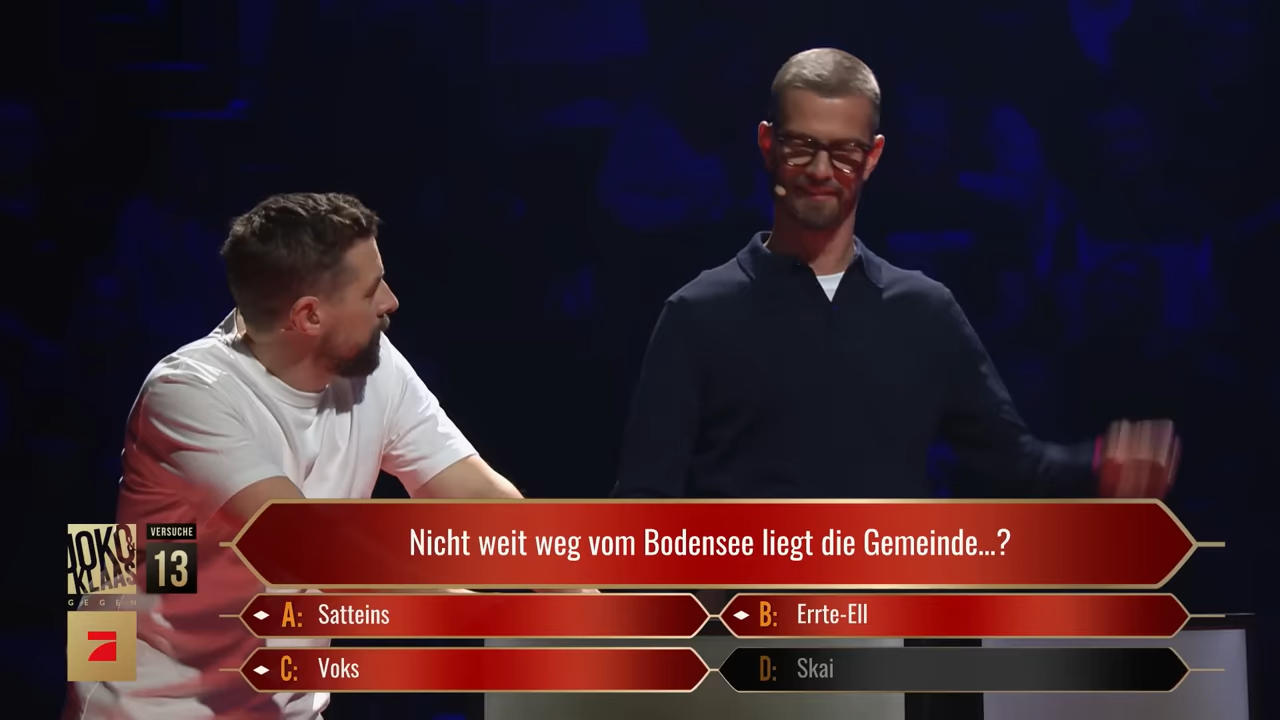 Nicht weit weg vom Bodensee liegt die Gemeinde...?
JOKO &
KLAAS
GEGEN
VERSUCHE
13
A: Satteins
B: Errte-Ell
C: Voks
D: Skai